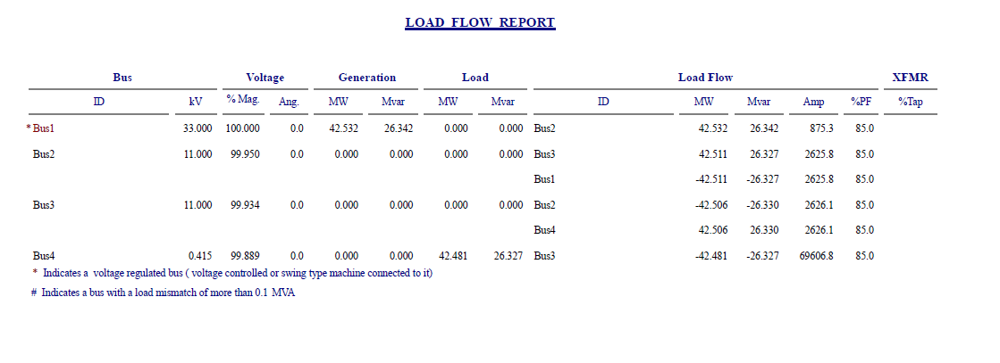 LOAD FLOW REPORT
Bus Voltage Generation Load Load Flow XFMR
ID kV % Mag. Ang. MW Mvar MW Mvar ID MW Mvar Amp %PF %Tap
* Bus1 33.000 100.000 0.0 42.532 26.342 0.000 0.000 Bus2 42.532 26.342 875.3 85.0
Bus2 11.000 99.950 0.0 0.000 0.000 0.000 0.000 Bus3 42.511 26.327 2625.8 85.0
Bus1 -42.511 -26.327 2625.8 85.0
Bus3 11.000 99.934 0.0 0.000 0.000 0.000 0.000 Bus2 -42.506 -26.330 2626.1 85.0
Bus4 42.506 26.330 2626.1 85.0
Bus4 0.415 99.889 0.0 0.000 0.000 42.481 26.327 Bus3 -42.481 -26.327 69606.8 85.0
* Indicates a voltage regulated bus ( voltage controlled or swing type machine connected to it)
# Indicates a bus with a load mismatch of more than 0.1 MVA